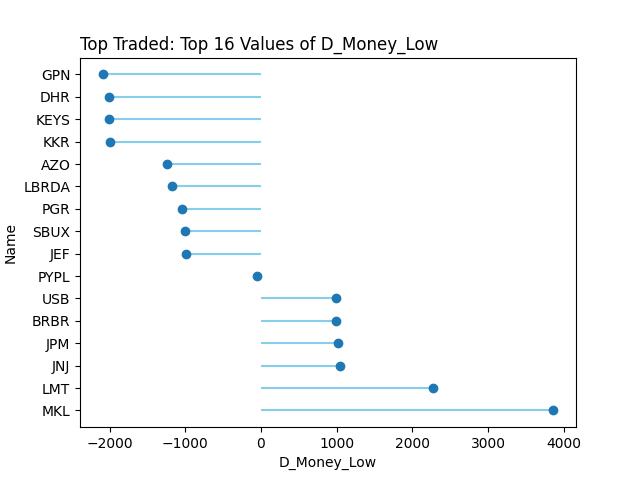 Top Traded: Top 16 Values of D_Money_Low
GPN
DHR
KEYS
KKR
AZO
LBRDA
PGR
SBUX
JEF
PYPL
USB
BRBR
JPM
JNJ
LMT
MKL
Name
−2000 −1000 0 1000 2000 3000 4000
D_Money_Low